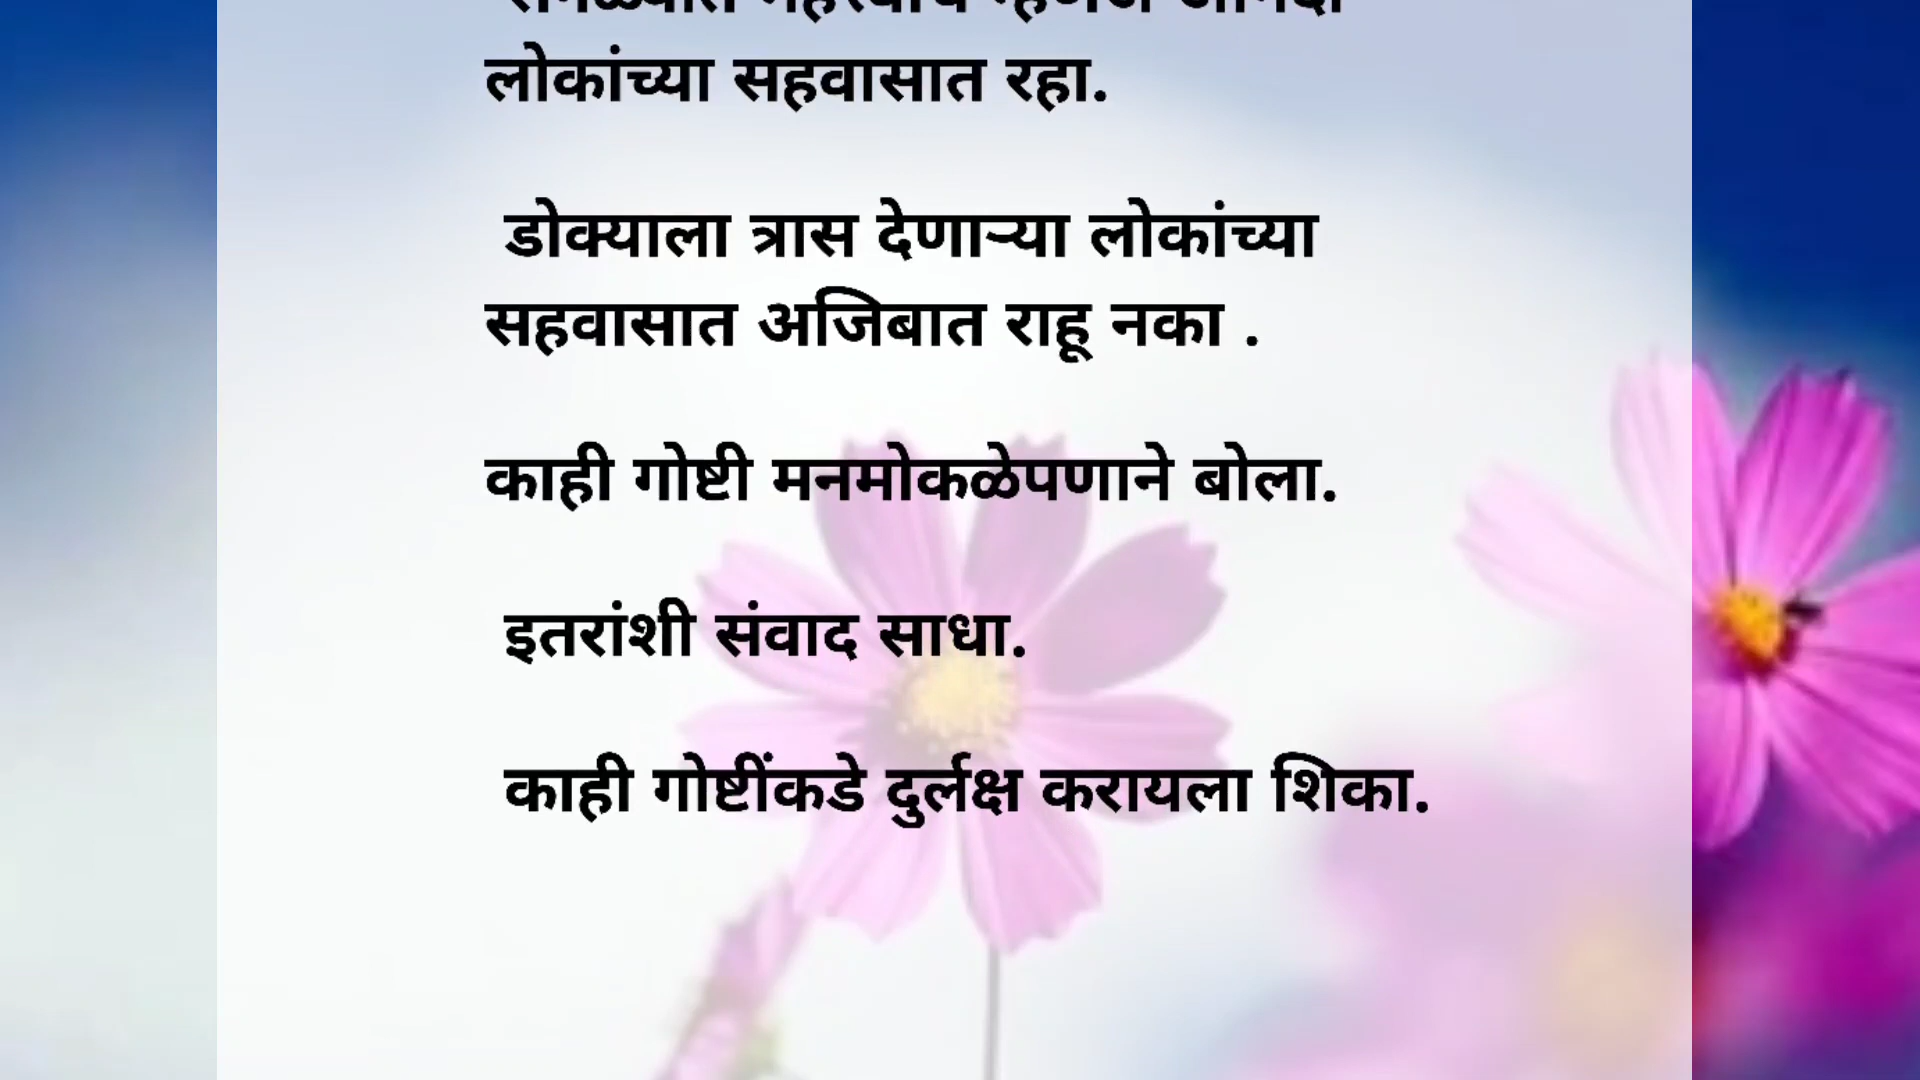 लोकांच्या सहवासात रहा.
डोक्याला त्रास देणाऱ्या लोकांच्या
सहवासात अजिबात राहू नका .
काही गोष्टी मनमोकळेपणाने बोला.
इतरांशी संवाद साधा.
काही गोष्टींकडे दुर्लक्ष करायला शिका.